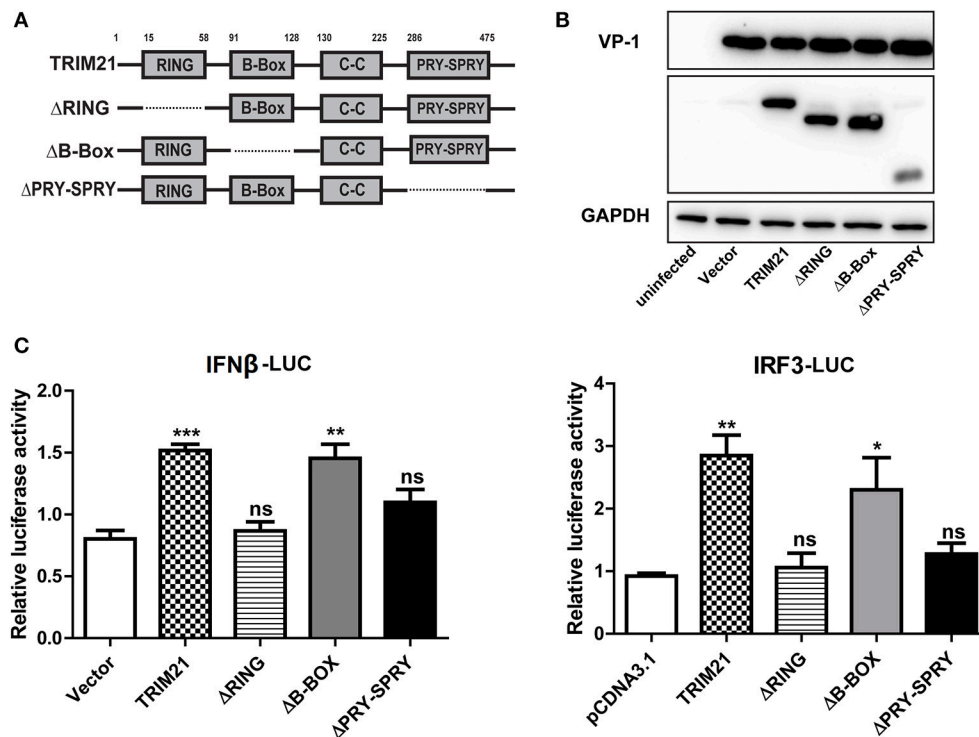 A
1 15 58 91 128 130 225 286 475
TRIM21 RING B-Box C-C PRY-SPRY
ΔRING B-Box C-C PRY-SPRY
ΔB-Box RING C-C PRY-SPRY
ΔPRY-SPRY RING B-Box C-C
B
VP-1
GAPDH
uninfected
Vector
TRIM21
ΔRING
ΔB-Box
ΔPRY-SPRY
C
IFNβ-LUC
Relative luciferase activity
2.0
1.5
1.0
0.5
0.0
***
ns
**
ns
Vector
TRIM21
ΔRING
ΔB-BOX
ΔPRY-SPRY
IRF3-LUC
Relative luciferase activity
4
3
2
1
0
**
ns
*
ns
pCDNA3.1
TRIM21
ΔRING
ΔB-BOX
ΔPRY-SPRY